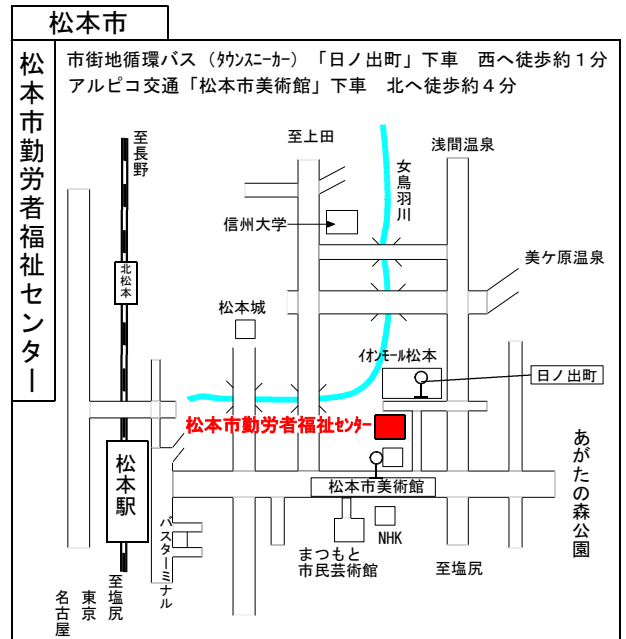 松本市
松本市勤労者福祉センター
市街地循環バス（ﾀｳﾝｽﾆｰｶｰ）「日ノ出町」下車　西へ徒歩約１分
アルピコ交通「松本市美術館」下車　北へ徒歩約４分
至長野
至上田
浅間温泉
女鳥羽川
信州大学
美ケ原温泉
北松本
松本城
ｲｵﾝﾓｰﾙ松本
日ノ出町
松本市勤労者福祉ｾﾝﾀｰ
あがたの森公園
松本駅
松本市美術館
バスターミナル
NHK
まつもと
市民芸術館
至塩尻
至塩尻
東京
名古屋